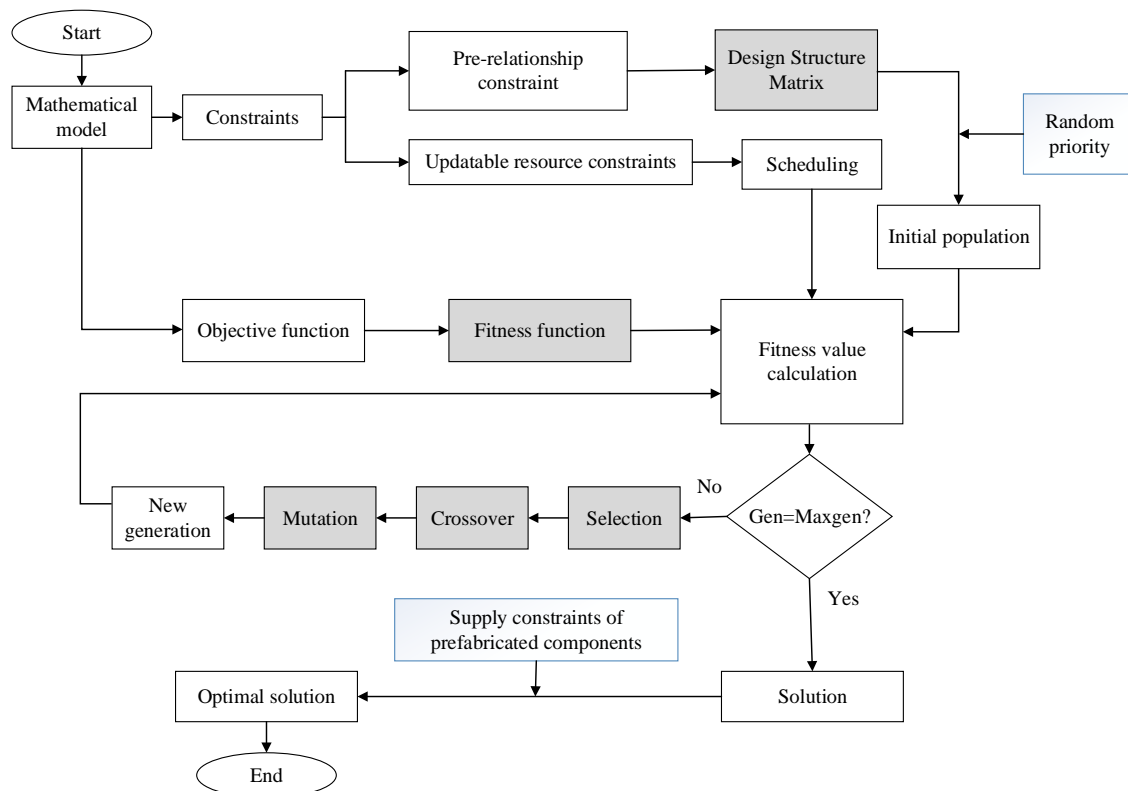 Start
Mathematical
model
Constraints
Pre-relationship
constraint
Design Structure
Matrix
Random
priority
Updatable resource constraints
Scheduling
Initial population
Objective function
Fitness function
Fitness value
calculation
New
generation
Mutation
Crossover
Selection
No
Gen=Maxgen?
Yes
Supply constraints of
prefabricated components
Optimal solution
Solution
End